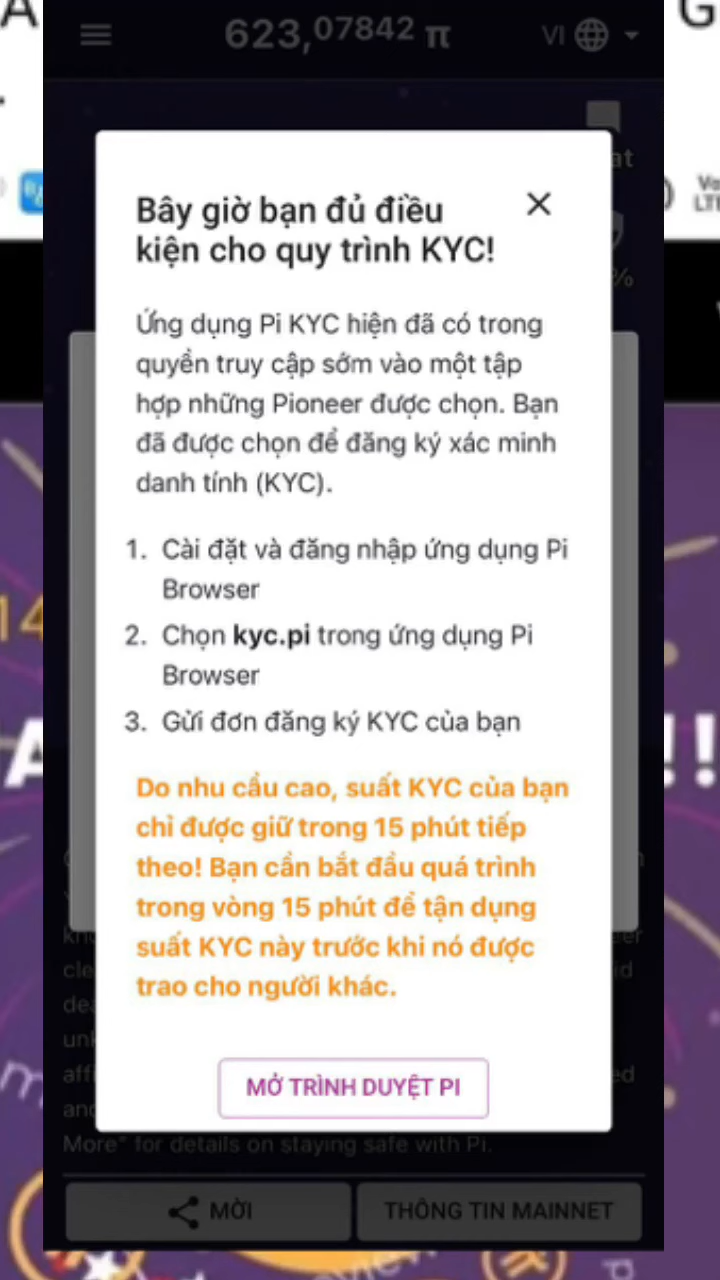 623,07842 π
VI
Bây giờ bạn đủ điều
kiện cho quy trình KYC!
Ứng dụng Pi KYC hiện đã có trong
quyền truy cập sớm vào một tập
hợp những Pioneer được chọn. Bạn
đã được chọn để đăng ký xác minh
danh tính (KYC).
1. Cài đặt và đăng nhập ứng dụng Pi
Browser
2. Chọn kyc.pi trong ứng dụng Pi
Browser
3. Gửi đơn đăng ký KYC của bạn
Do nhu cầu cao, suất KYC của bạn
chỉ được giữ trong 15 phút tiếp
theo! Bạn cần bắt đầu quá trình
trong vòng 15 phút để tận dụng
suất KYC này trước khi nó được
trao cho người khác.
MỞ TRÌNH DUYỆT PI
More" for details on staying safe with Pi.
MỜI
THÔNG TIN MAINNET